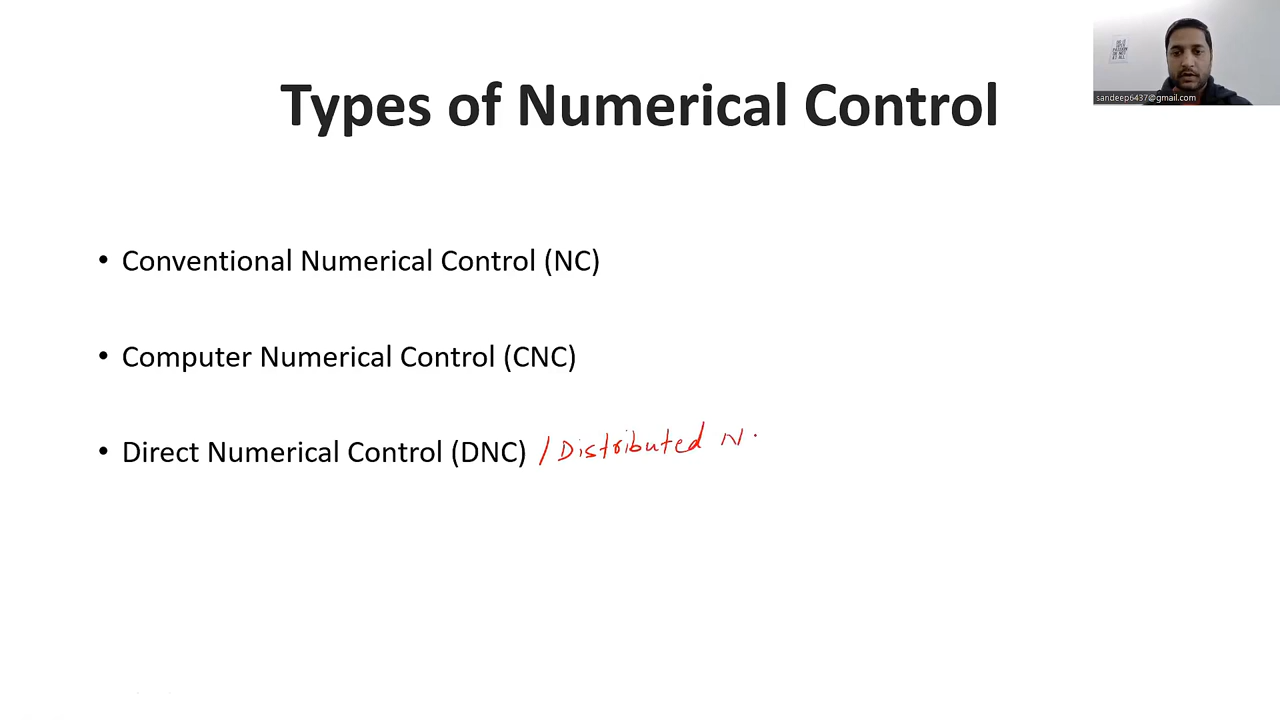 Types of Numerical Control
sandeep6437@gmail.com
• Conventional Numerical Control (NC)
• Computer Numerical Control (CNC)
• Direct Numerical Control (DNC) / Distributed N.